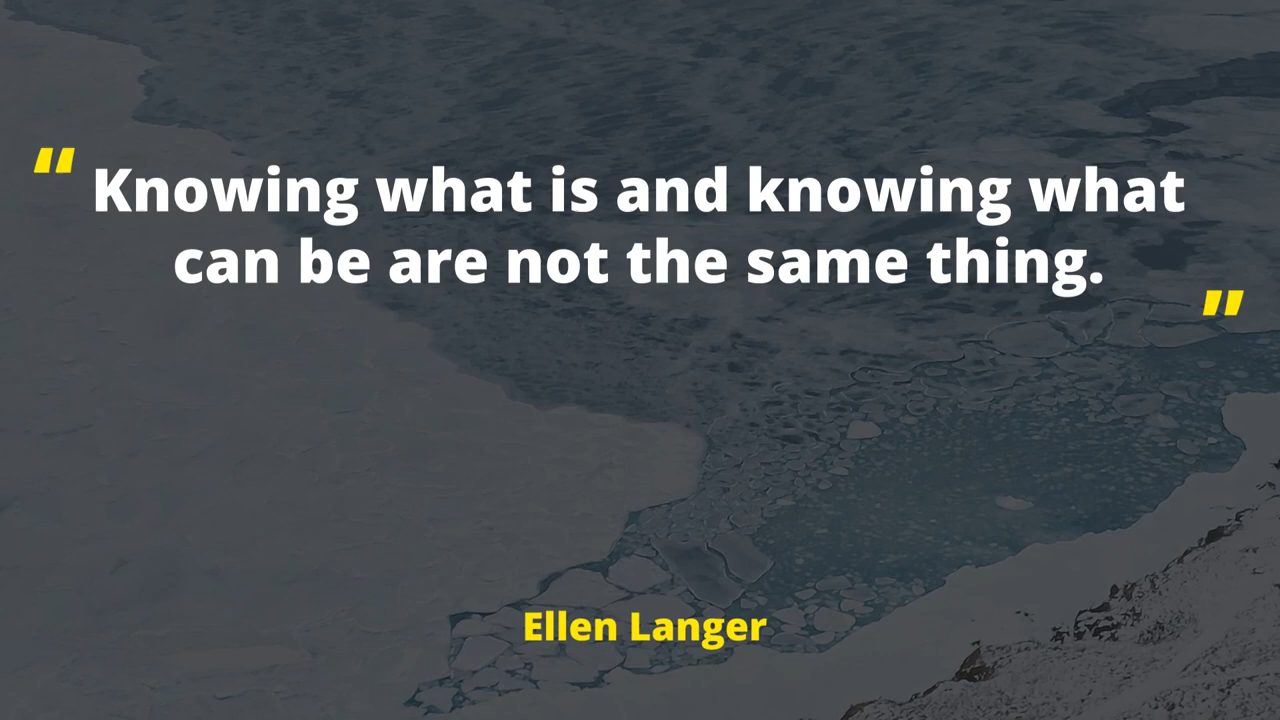 “ Knowing what is and knowing what
can be are not the same thing. ”
Ellen Langer